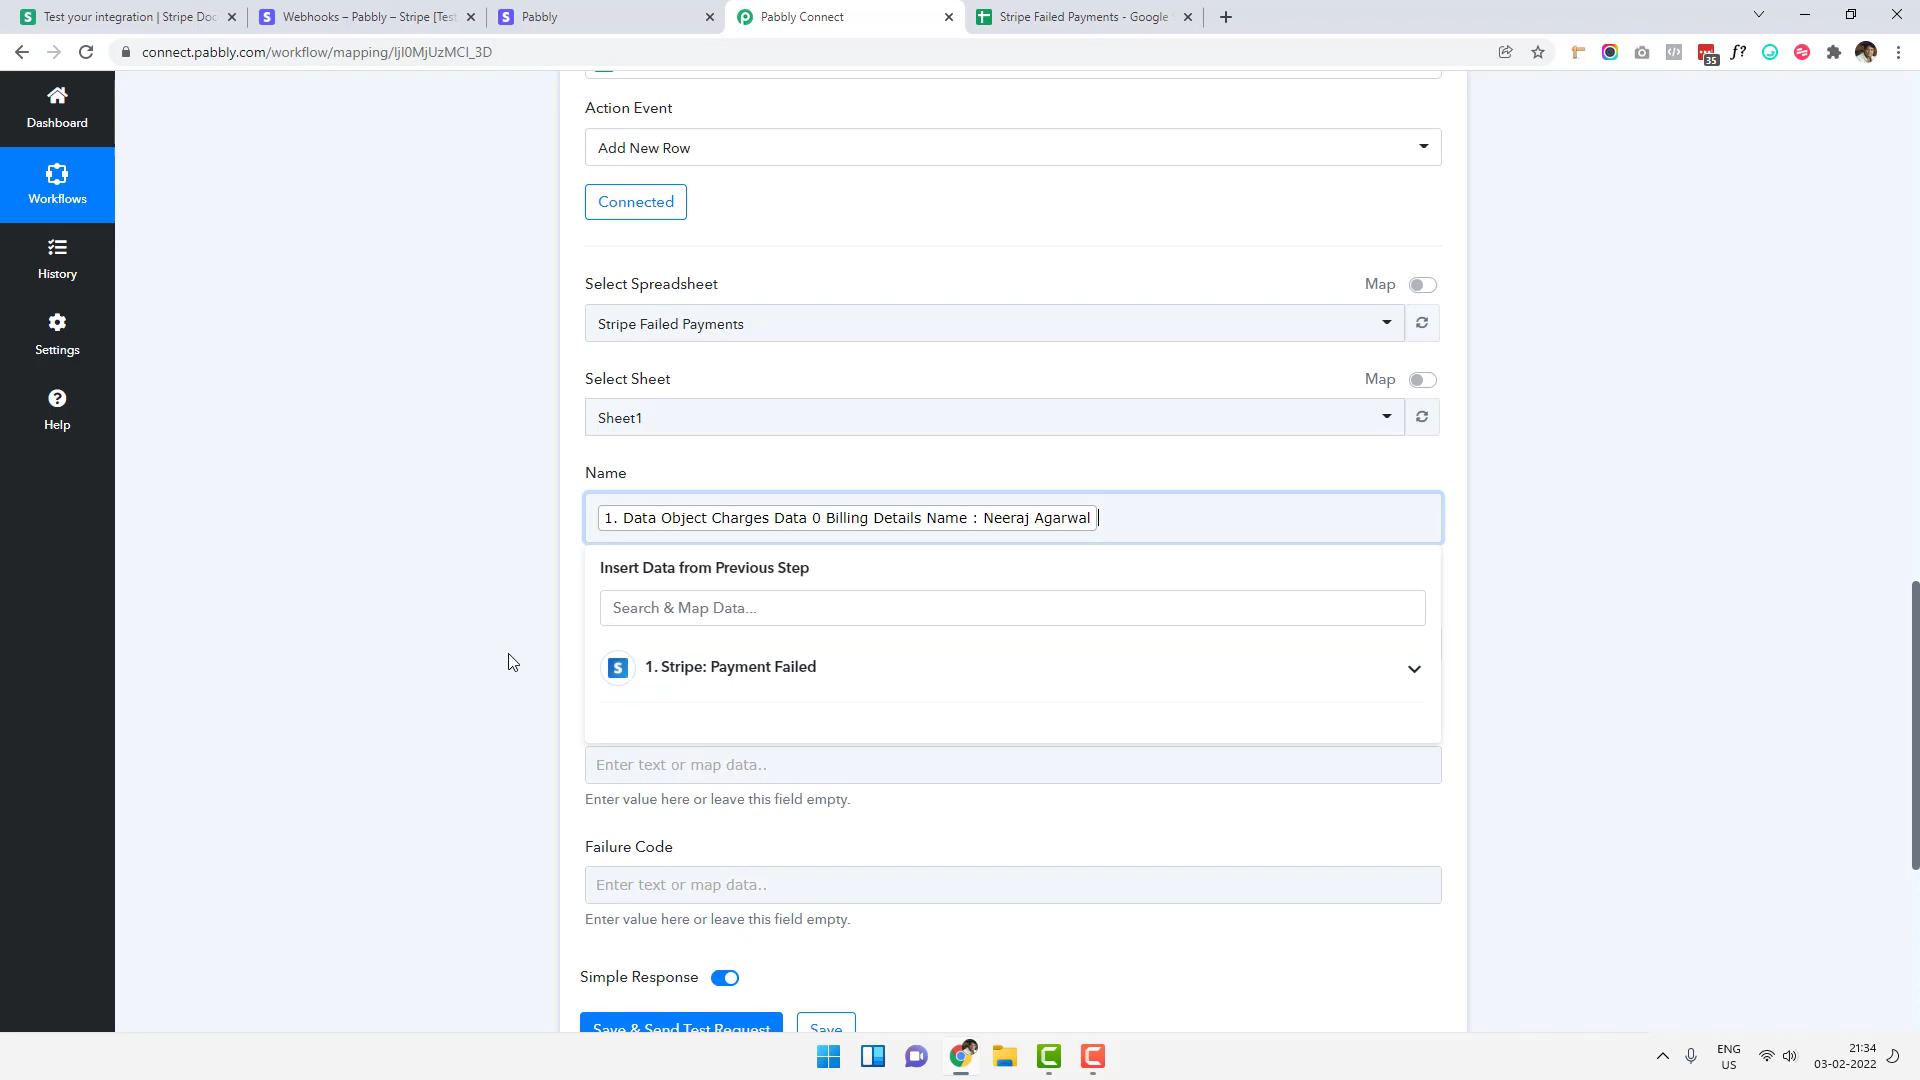 Test your integration | Stripe Doc
Webhooks – Pabbly – Stripe [Test
Pabbly
Pabbly Connect
Stripe Failed Payments - Google
connect.pabbly.com/workflow/mapping/IjI0MjUzMCI_3D
35
f?
Dashboard
Workflows
History
Settings
Help
Action Event
Add New Row
Connected
Select Spreadsheet
Map
Stripe Failed Payments
Select Sheet
Map
Sheet1
Name
1. Data Object Charges Data 0 Billing Details Name : Neeraj Agarwal
Insert Data from Previous Step
Search & Map Data...
S
1. Stripe: Payment Failed
Enter text or map data..
Enter value here or leave this field empty.
Failure Code
Enter text or map data..
Enter value here or leave this field empty.
Simple Response
Save & Send Test Request
Save
ENG
US
21:34
03-02-2022